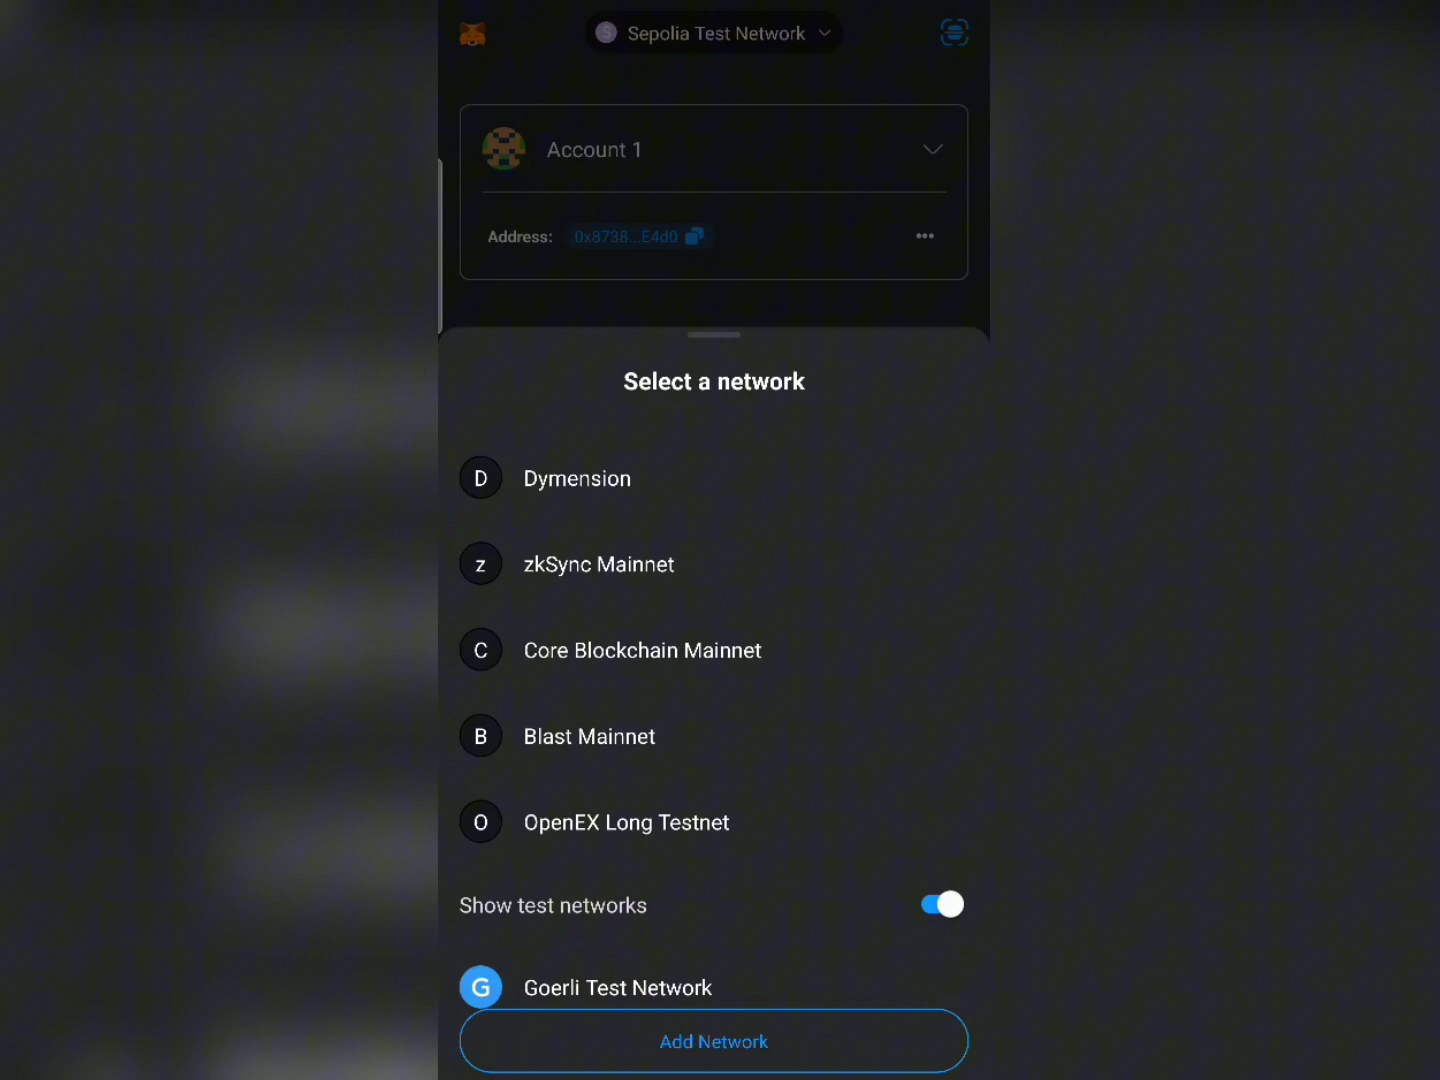 S Sepolia Test Network
Account 1
Address: 0x8738...E4d0
Select a network
D Dymension
z zkSync Mainnet
C Core Blockchain Mainnet
B Blast Mainnet
O OpenEX Long Testnet
Show test networks
G Goerli Test Network
Add Network